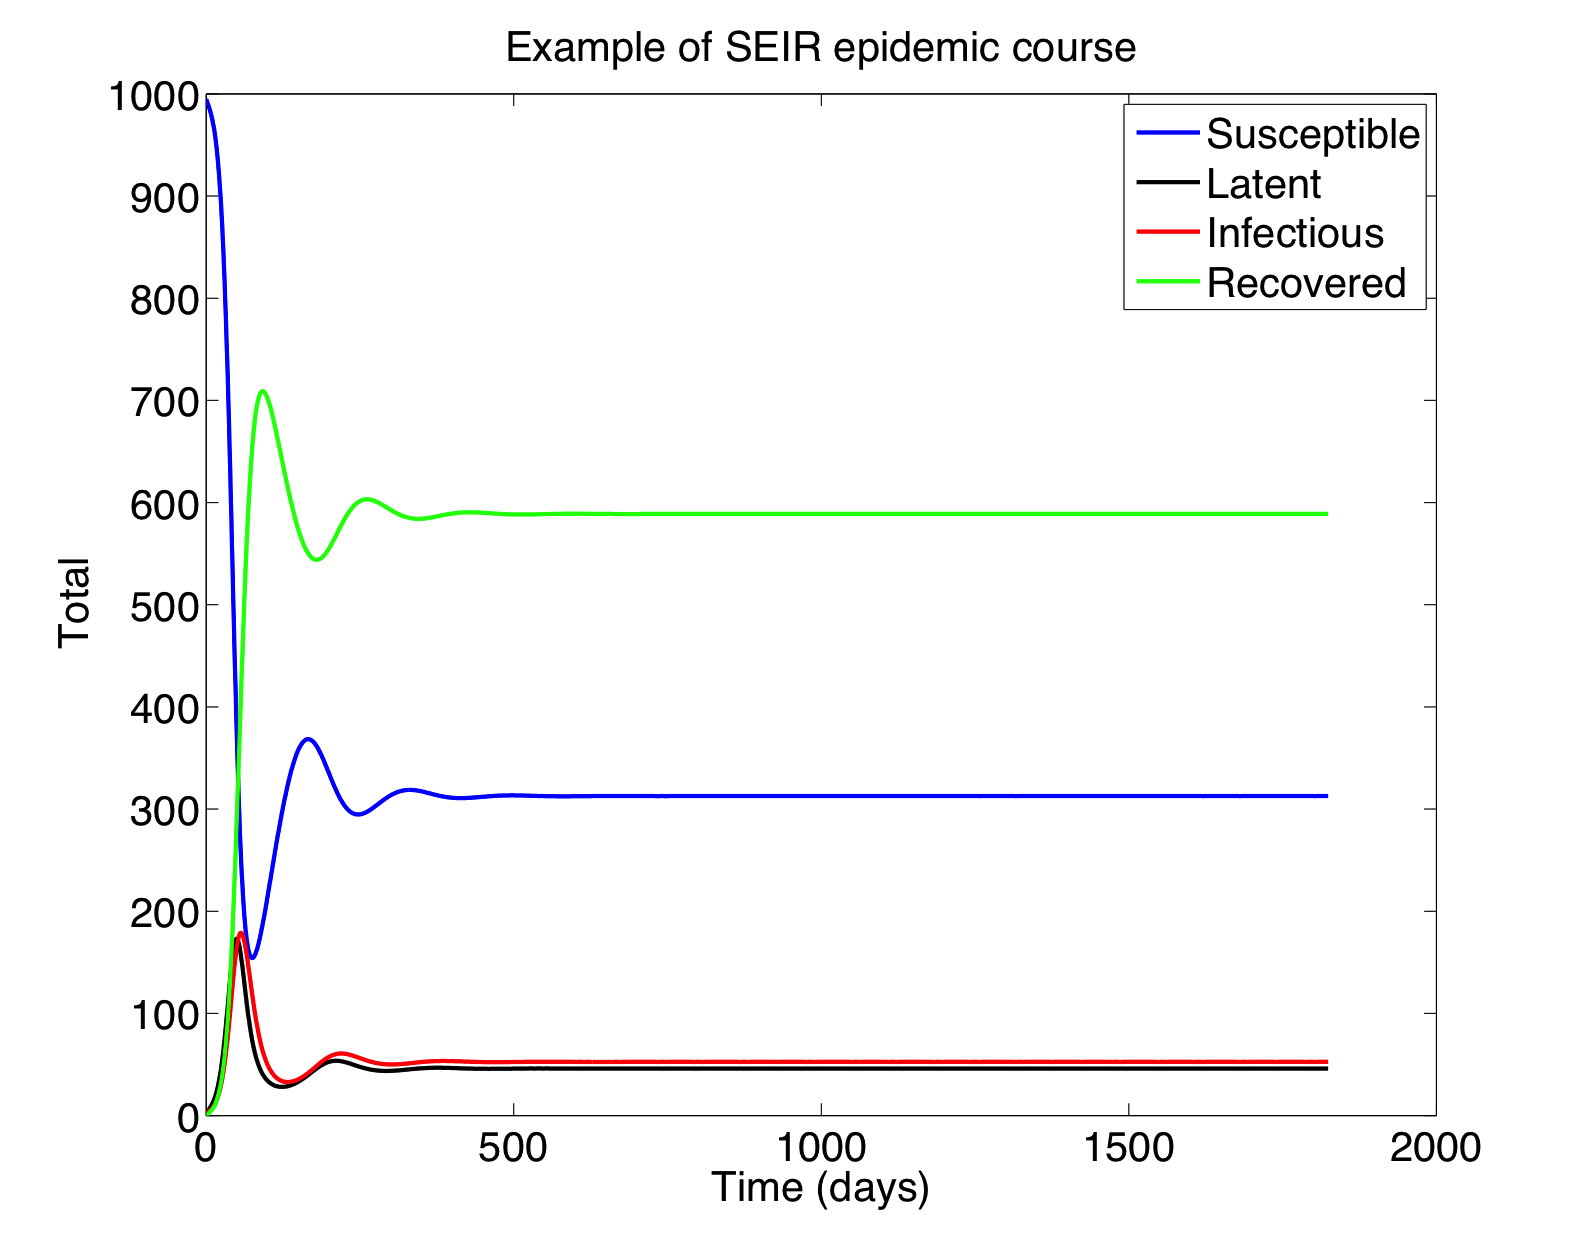 Example of SEIR epidemic course
1000
900
800
700
600
500
400
300
200
100
0
Total
Susceptible
Latent
Infectious
Recovered
0 500 1000 1500 2000
Time (days)